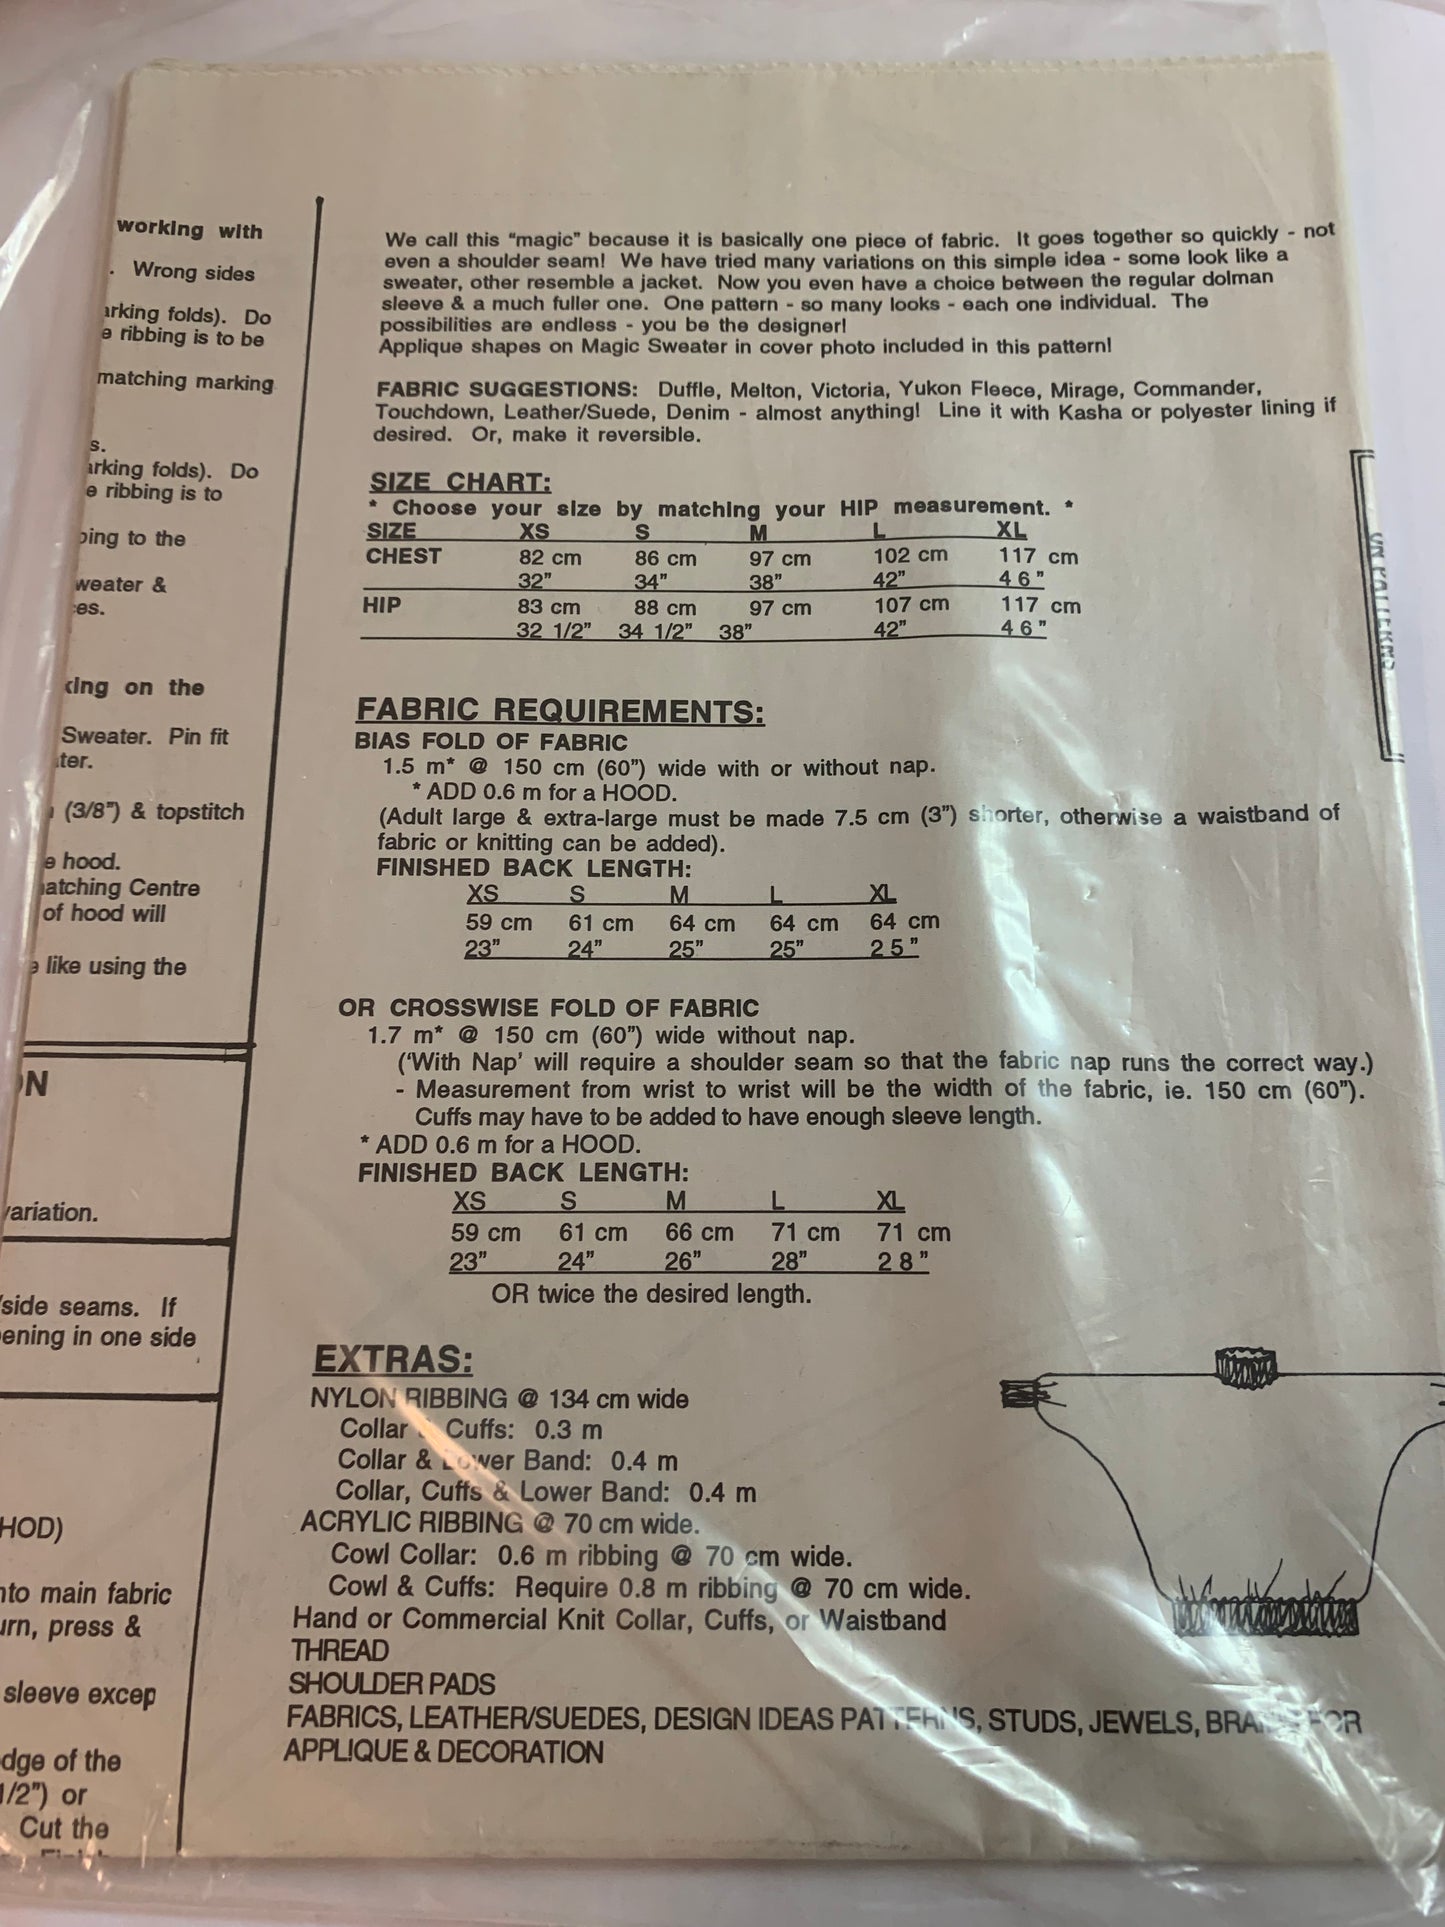 working with
. Wrong sides
arking folds). Do
e ribbing is to be
matching marking
s.
arking folds). Do
e ribbing is to
ping to the
weater &
ces.
king on the
Sweater. Pin fit
ter.
(3/8") & topstitch
e hood.
atching Centre
of hood will
e like using the
ON
variation.
side seams. If
ening in one side
HOD)
nto main fabric
urn, press &
sleeve excep
dge of the
1/2") or
Cut the
We call this "magic" because it is basically one piece of fabric. It goes together so quickly - not
even a shoulder seam! We have tried many variations on this simple idea - some look like a
sweater, other resemble a jacket. Now you even have a choice between the regular dolman
sleeve & a much fuller one. One pattern - so many looks - each one individual. The
possibilities are endless - you be the designer!
Applique shapes on Magic Sweater in cover photo included in this pattern!
FABRIC SUGGESTIONS: Duffle, Melton, Victoria, Yukon Fleece, Mirage, Commander,
Touchdown, Leather/Suede, Denim - almost anything! Line it with Kasha or polyester lining if
desired. Or, make it reversible.
SIZE CHART:
* Choose your size by matching your HIP measurement. *
SIZE XS S M L XL
CHEST 82 cm 86 cm 97 cm 102 cm 117 cm
32" 34" 38" 42" 46"
HIP 83 cm 88 cm 97 cm 107 cm 117 cm
32 1/2" 34 1/2" 38" 42" 46"
FABRIC REQUIREMENTS:
BIAS FOLD OF FABRIC
1.5 m* @ 150 cm (60") wide with or without nap.
* ADD 0.6 m for a HOOD.
(Adult large & extra-large must be made 7.5 cm (3") shorter, otherwise a waistband of
fabric or knitting can be added).
FINISHED BACK LENGTH:
XS S M L XL
59 cm 61 cm 64 cm 64 cm 64 cm
23" 24" 25" 25" 25"
OR CROSSWISE FOLD OF FABRIC
1.7 m* @ 150 cm (60") wide without nap.
('With Nap' will require a shoulder seam so that the fabric nap runs the correct way.)
- Measurement from wrist to wrist will be the width of the fabric, ie. 150 cm (60").
Cuffs may have to be added to have enough sleeve length.
* ADD 0.6 m for a HOOD.
FINISHED BACK LENGTH:
XS S M L XL
59 cm 61 cm 66 cm 71 cm 71 cm
23" 24" 26" 28" 28"
OR twice the desired length.
EXTRAS:
NYLON RIBBING @ 134 cm wide
Collar & Cuffs: 0.3 m
Collar & Lower Band: 0.4 m
Collar, Cuffs & Lower Band: 0.4 m
ACRYLIC RIBBING @ 70 cm wide.
Cowl Collar: 0.6 m ribbing @ 70 cm wide.
Cowl & Cuffs: Require 0.8 m ribbing @ 70 cm wide.
Hand or Commercial Knit Collar, Cuffs, or Waistband
THREAD
SHOULDER PADS
FABRICS, LEATHER/SUEDES, DESIGN IDEAS PATTERNS, STUDS, JEWELS, FOR
APPLIQUE & DECORATION